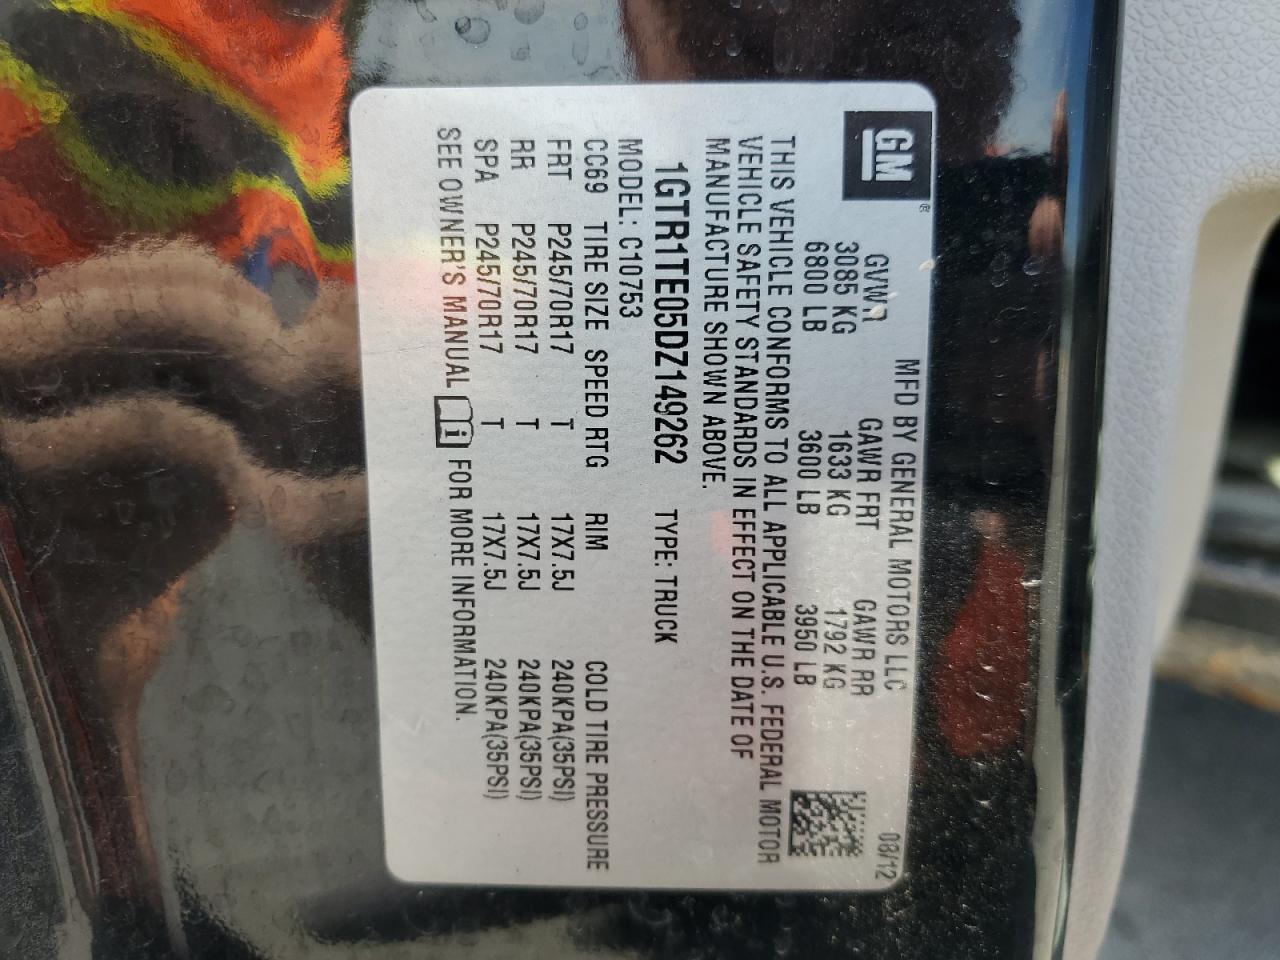 GM ®
MFD BY GENERAL MOTORS LLC 08/12
GVWR GAWR FRT GAWR RR
3085 KG 1633 KG 1792 KG
6800 LB 3600 LB 3950 LB
THIS VEHICLE CONFORMS TO ALL APPLICABLE U.S. FEDERAL MOTOR
VEHICLE SAFETY STANDARDS IN EFFECT ON THE DATE OF
MANUFACTURE SHOWN ABOVE.
1GTR1TE05DZ149262 TYPE: TRUCK
MODEL: C10753
CC69 TIRE SIZE SPEED RTG RIM COLD TIRE PRESSURE
FRT P245/70R17 T 17X7.5J 240KPA(35PSI)
RR P245/70R17 T 17X7.5J 240KPA(35PSI)
SPA P245/70R17 T 17X7.5J 240KPA(35PSI)
SEE OWNER'S MANUAL i FOR MORE INFORMATION.